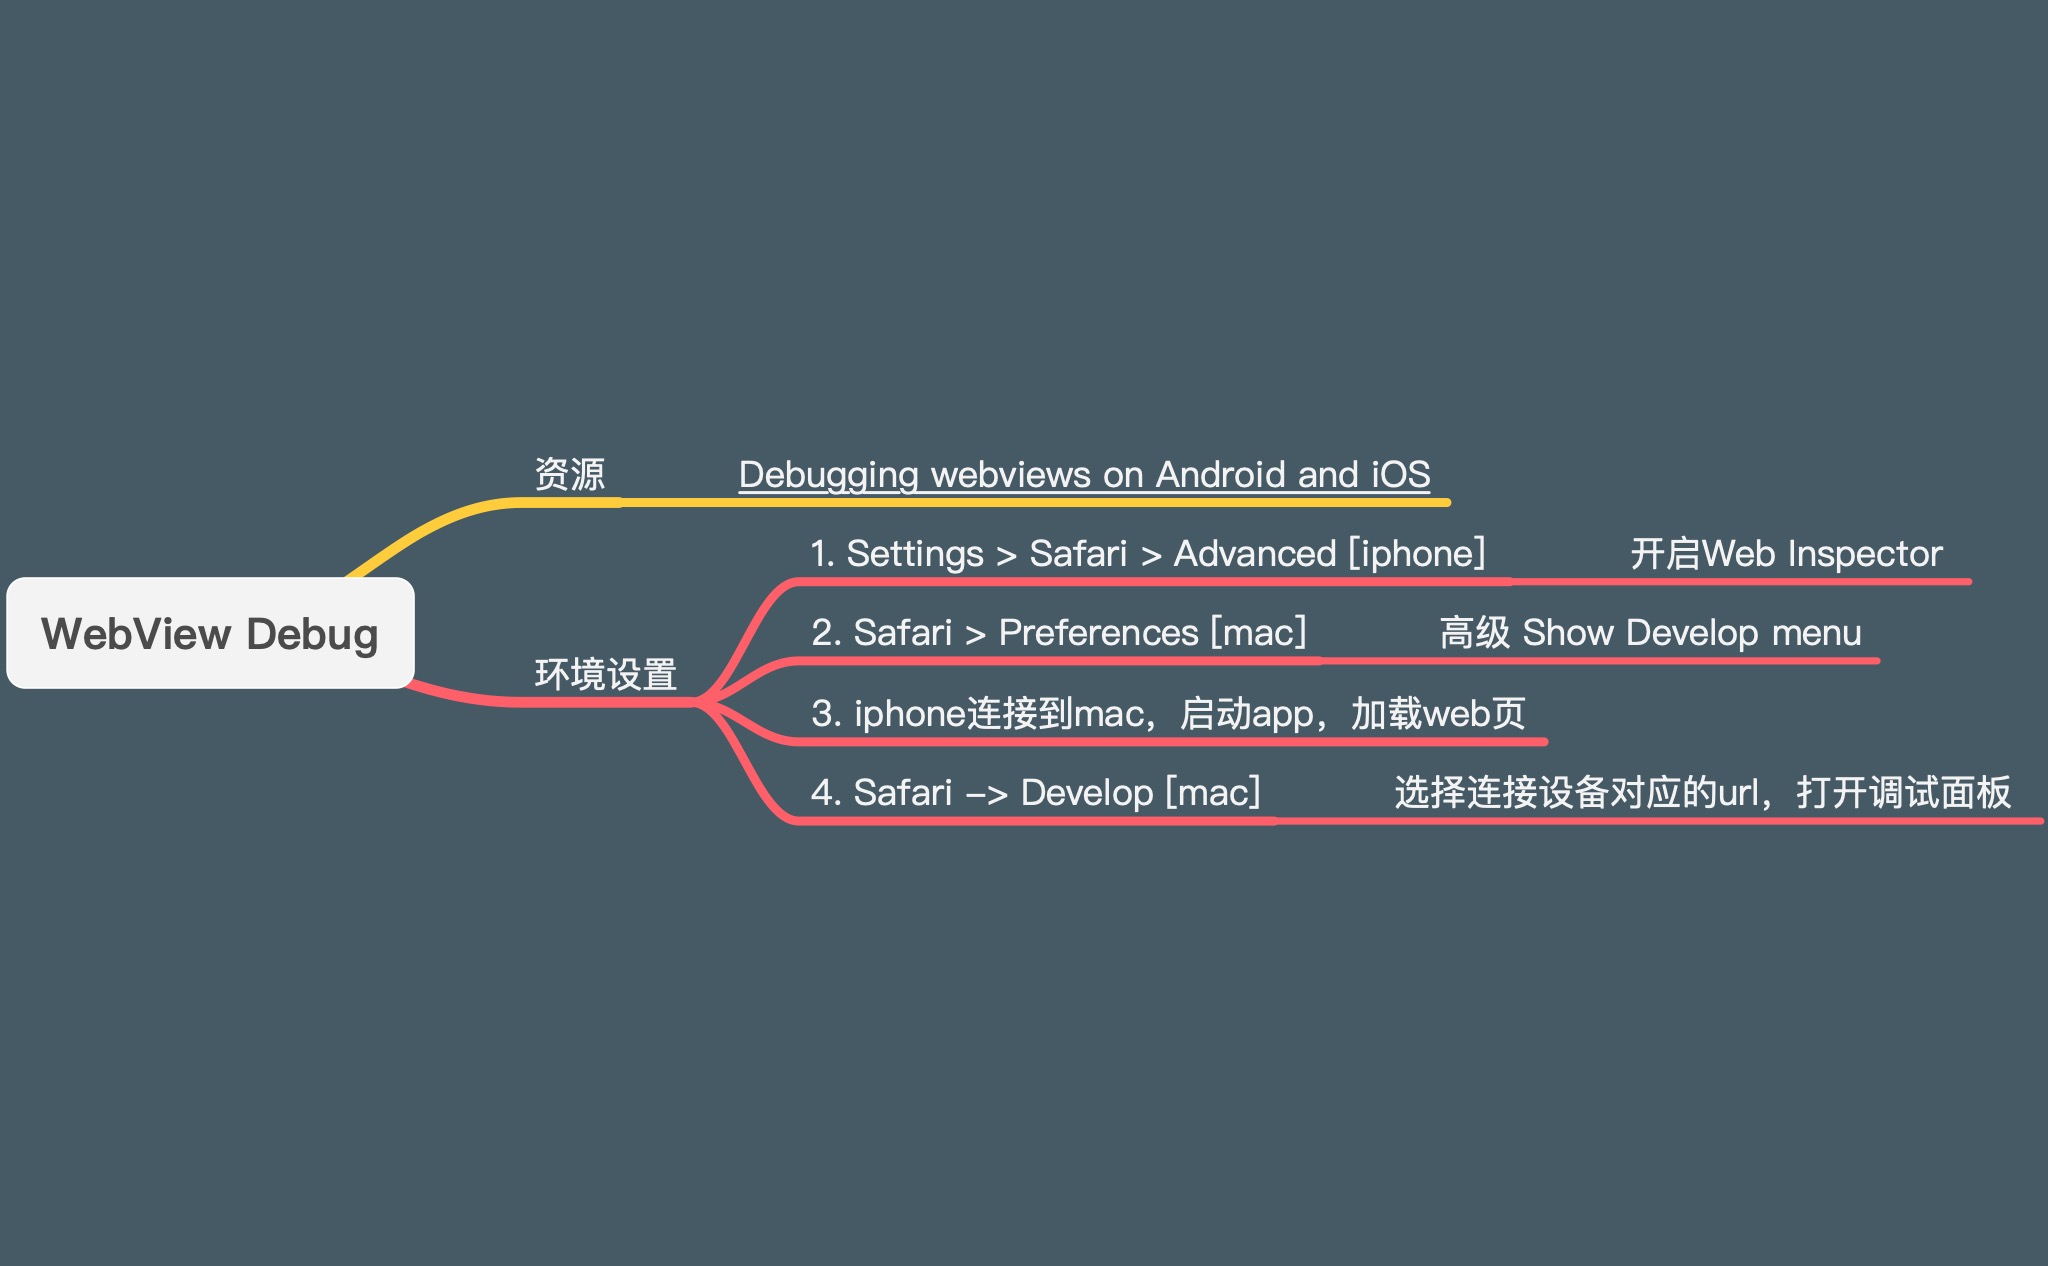 WebView Debug
资源
Debugging webviews on Android and iOS
环境设置
1. Settings > Safari > Advanced [iphone]
开启Web Inspector
2. Safari > Preferences [mac]
高级 Show Develop menu
3. iphone连接到mac，启动app，加载web页
4. Safari –> Develop [mac]
选择连接设备对应的url，打开调试面板